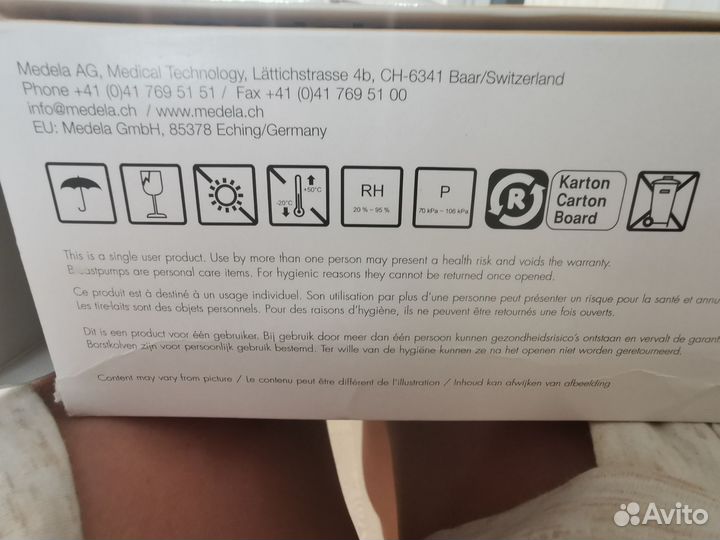 Medela AG, Medical Technology, Lättichstrasse 4b, CH-6341 Baar/Switzerland
Phone +41 (0)41 769 51 51 / Fax +41 (0)41 769 51 00
info@medela.ch / www.medela.ch
EU: Medela GmbH, 85378 Eching/Germany
+50°C
-20°C
RH
20 % – 95 %
P
70 kPa – 106 kPa
R
Karton
Carton
Board
This is a single user product. Use by more than one person may present a health risk and voids the warranty.
Breastpumps are personal care items. For hygienic reasons they cannot be returned once opened.
Ce produit est à destiné à un usage individuel. Son utilisation par plus d'une personne peut présenter un risque pour la santé et annu
Les tire-laits sont des objets personnels. Pour des raisons d'hygiène, ils ne peuvent être retournés une fois ouverts.
Dit is een product voor één gebruiker. Bij gebruik door meer dan één persoon kunnen gezondheidsrisico's ontstaan en vervalt de garant
Borstkolven zijn voor persoonlijk gebruik bestemd. Ter wille van de hygiëne kunnen ze na het openen niet worden geretourneerd.
Content may vary from picture / Le contenu peut être différent de l'illustration / Inhoud kan afwijken van afbeelding
Avito